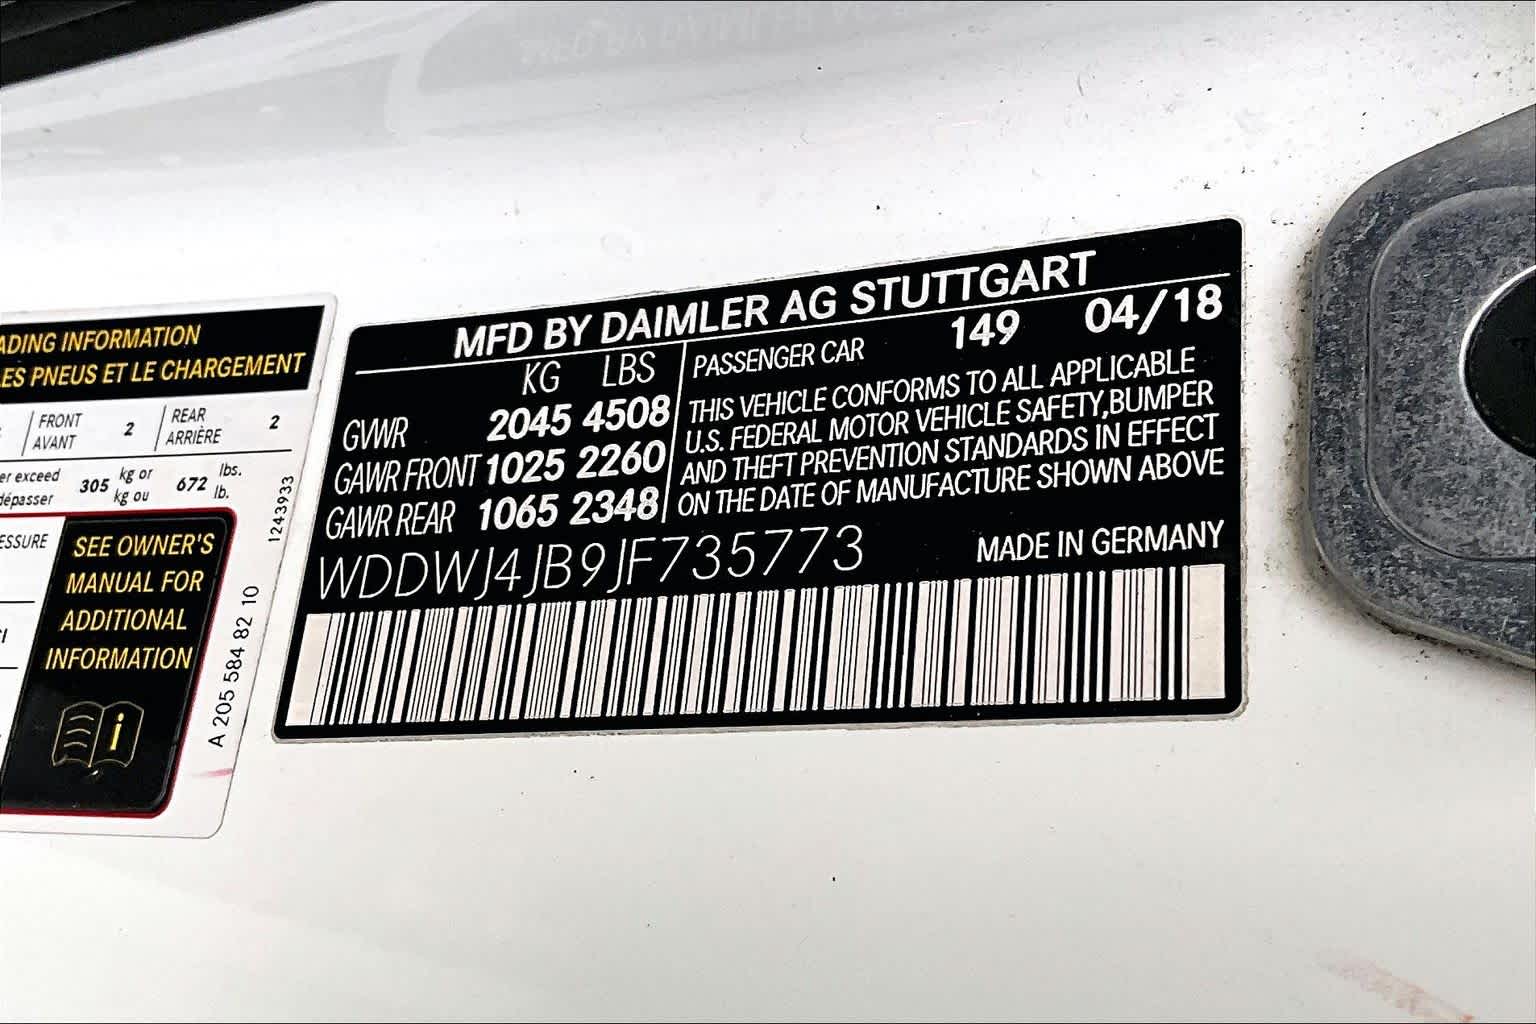 ADING INFORMATION
LES PNEUS ET LE CHARGEMENT
FRONT AVANT 2 REAR ARRIÈRE 2
er exceed 305 kg or 672 lbs.
dépasser kg ou lb.
ESSURE
SEE OWNER'S
MANUAL FOR
ADDITIONAL
INFORMATION
i
A 205 584 82 10
1243933
MFD BY DAIMLER AG STUTTGART
KG LBS
GVWR 2045 4508
GAWR FRONT 1025 2260
GAWR REAR 1065 2348
PASSENGER CAR 149 04/18
THIS VEHICLE CONFORMS TO ALL APPLICABLE
U.S. FEDERAL MOTOR VEHICLE SAFETY,BUMPER
AND THEFT PREVENTION STANDARDS IN EFFECT
ON THE DATE OF MANUFACTURE SHOWN ABOVE
WDDWJ4JB9JF735773 MADE IN GERMANY